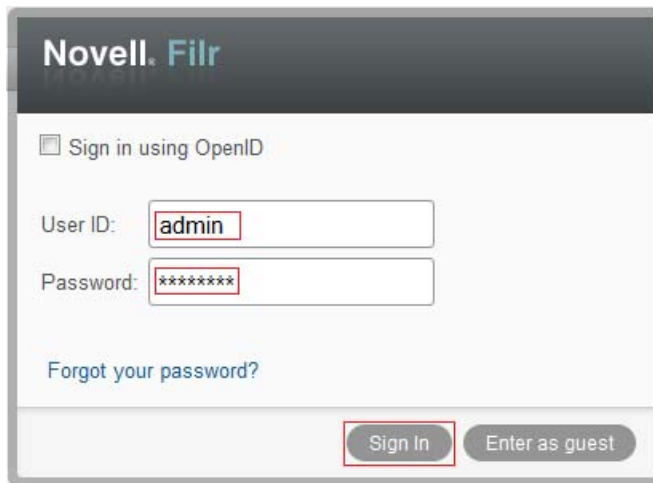 Novell. Filr
Sign in using OpenID
User ID: admin
Password: ********
Forgot your password?
Sign In Enter as guest